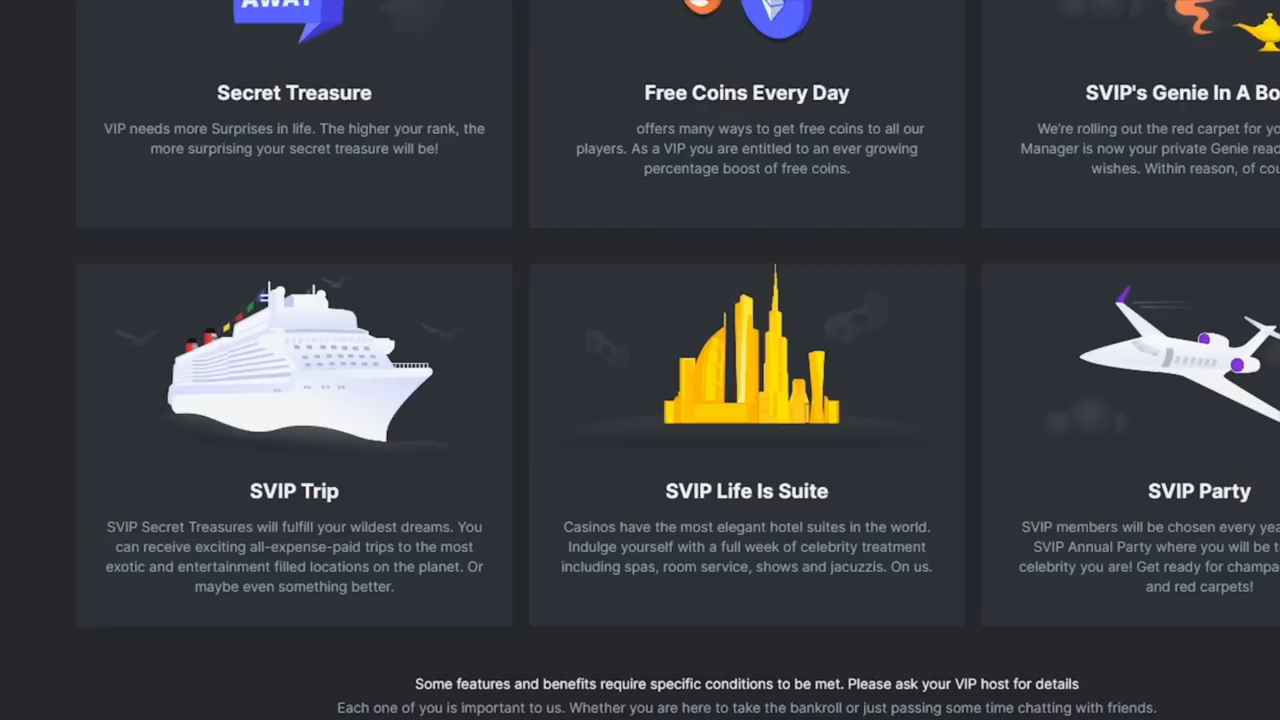 AWAY
Secret Treasure
VIP needs more Surprises in life. The higher your rank, the
more surprising your secret treasure will be!
Free Coins Every Day
offers many ways to get free coins to all our
players. As a VIP you are entitled to an ever growing
percentage boost of free coins.
SVIP's Genie In A Bo
We're rolling out the red carpet for yo
Manager is now your private Genie read
wishes. Within reason, of cou
SVIP Trip
SVIP Secret Treasures will fulfill your wildest dreams. You
can receive exciting all-expense-paid trips to the most
exotic and entertainment filled locations on the planet. Or
maybe even something better.
SVIP Life Is Suite
Casinos have the most elegant hotel suites in the world.
Indulge yourself with a full week of celebrity treatment
including spas, room service, shows and jacuzzis. On us.
SVIP Party
SVIP members will be chosen every yea
SVIP Annual Party where you will be t
celebrity you are! Get ready for champa
and red carpets!
Some features and benefits require specific conditions to be met. Please ask your VIP host for details
Each one of you is important to us. Whether you are here to take the bankroll or just passing some time chatting with friends.